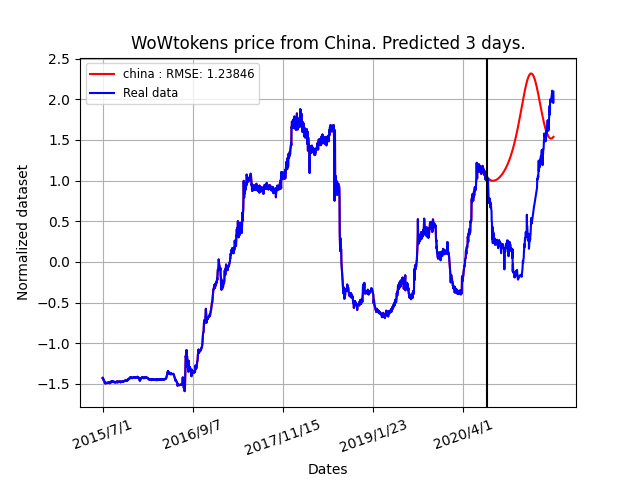 WoWtokens price from China. Predicted 3 days.
china : RMSE: 1.23846
Real data
Normalized dataset
2.5
2.0
1.5
1.0
0.5
0.0
−0.5
−1.0
−1.5
2015/7/1
2016/9/7
2017/11/15
2019/1/23
2020/4/1
Dates